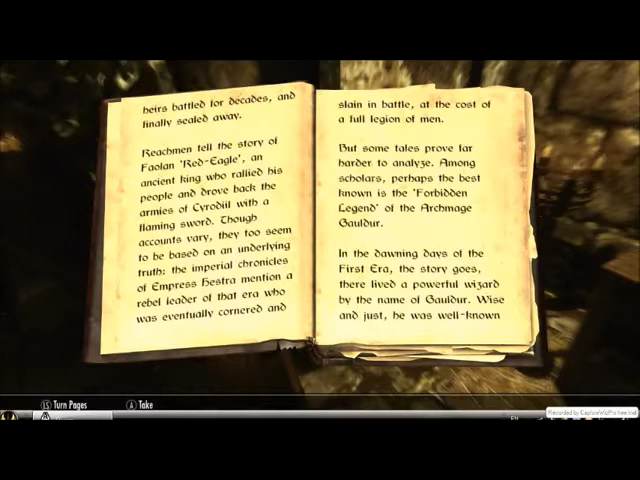 heirs battled for decades, and
finally sealed away.
Reachmen tell the story of
Faolan 'Red-Eagle', an
ancient king who rallied his
people and drove back the
armies of Cyrodiil with a
flaming sword. Though
accounts vary, they too seem
to be based on an underlying
truth: the imperial chronicles
of Empress Hestra mention a
rebel leader of that era who
was eventually cornered and
slain in battle, at the cost of
a full legion of men.
But some tales prove far
harder to analyze. Among
scholars, perhaps the best
known is the 'Forbidden
Legend' of the Archmage
Gauldur.
In the dawning days of the
First Era, the story goes,
there lived a powerful wizard
by the name of Gauldur. Wise
and just, he was well-known
LS Turn Pages
A Take
EN
Recorded by CaptureWizPro free trial